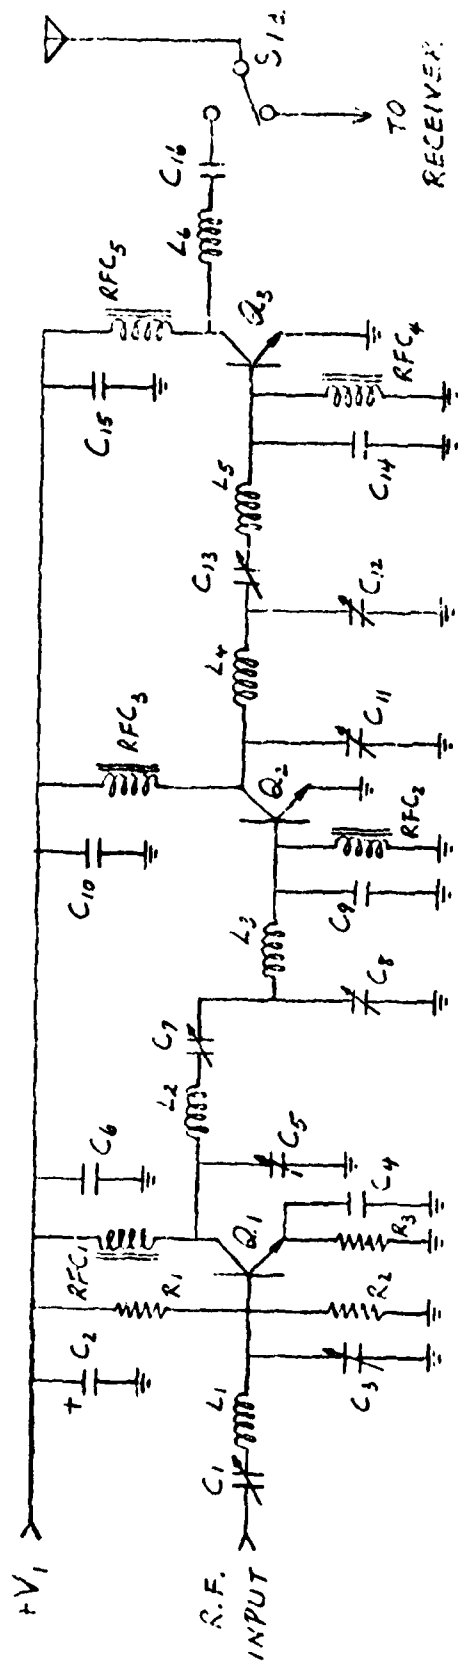 +V1
+
C2
RFC1
C6
R1
C10
RFC3
C15
RFC5
R.F.
INPUT
C1
L1
C3
R2
Q1
R3
C4
C5
L2
C7
C8
L3
C9
RFC2
Q2
C11
L4
C12
C13
L5
C14
RFC4
Q3
L6
C16
TO
RECEIVER